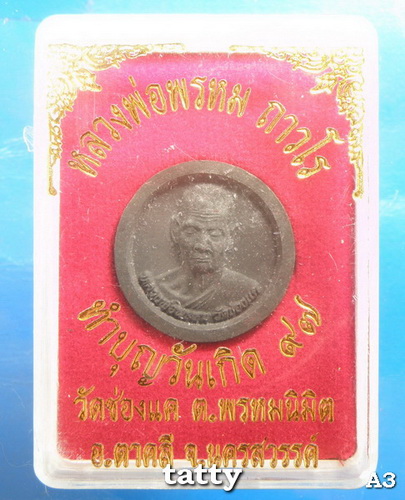 หลวงพ่อพรหม ถาวโร
ทำบุญวันเกิด ๙๗
วัดช่องแค ต.พรหมนิมิต
อ.ตาคลี จ.นครสวรรค์
tatty
A3